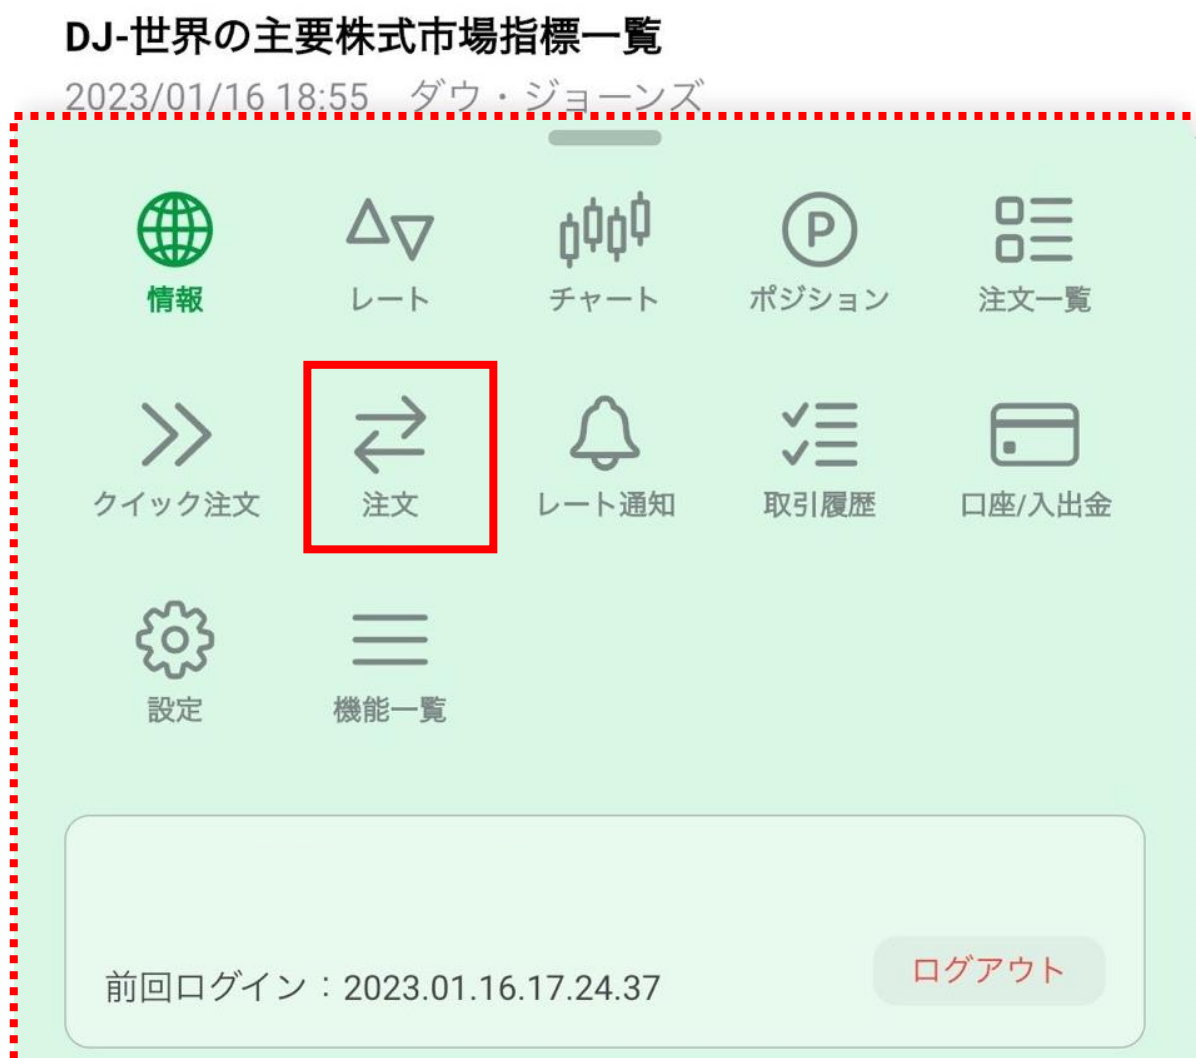 DJ-世界の主要株式市場指標一覧
2023/01/16 18:55 ダウ・ジョーンズ
情報 レート チャート P ポジション 注文一覧
クイック注文 注文 レート通知 取引履歴 口座/入出金
設定 機能一覧
前回ログイン：2023.01.16.17.24.37 ログアウト